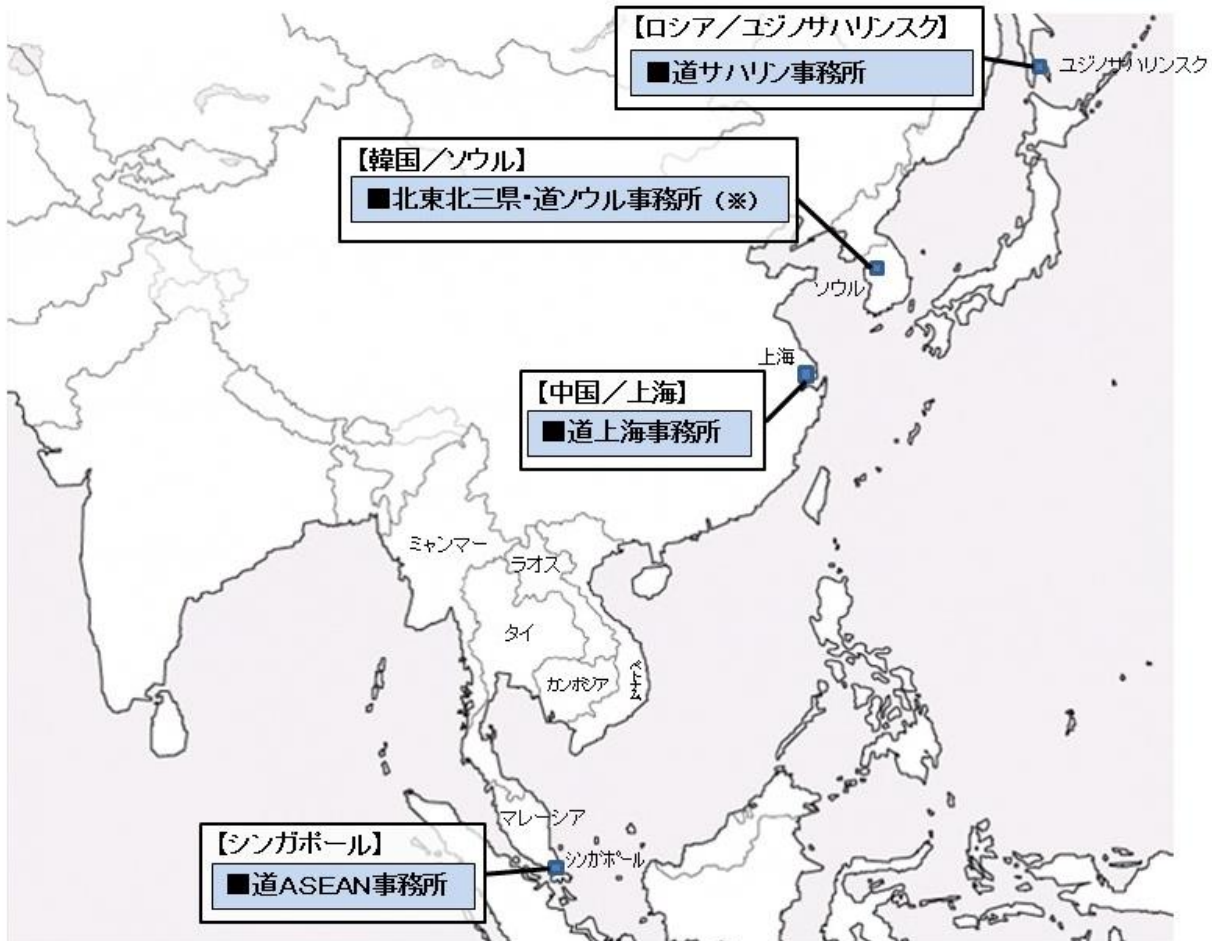 【ロシア/ユジノサハリンスク】
■道サハリン事務所
ユジノサハリンスク
【韓国/ソウル】
■北東北三県・道ソウル事務所(※)
ソウル
上海
【中国/上海】
■道上海事務所
ミャンマー
ラオス
タイ
カンボジア
ベトナム
マレーシア
【シンガポール】
■道ASEAN事務所
シンガポール